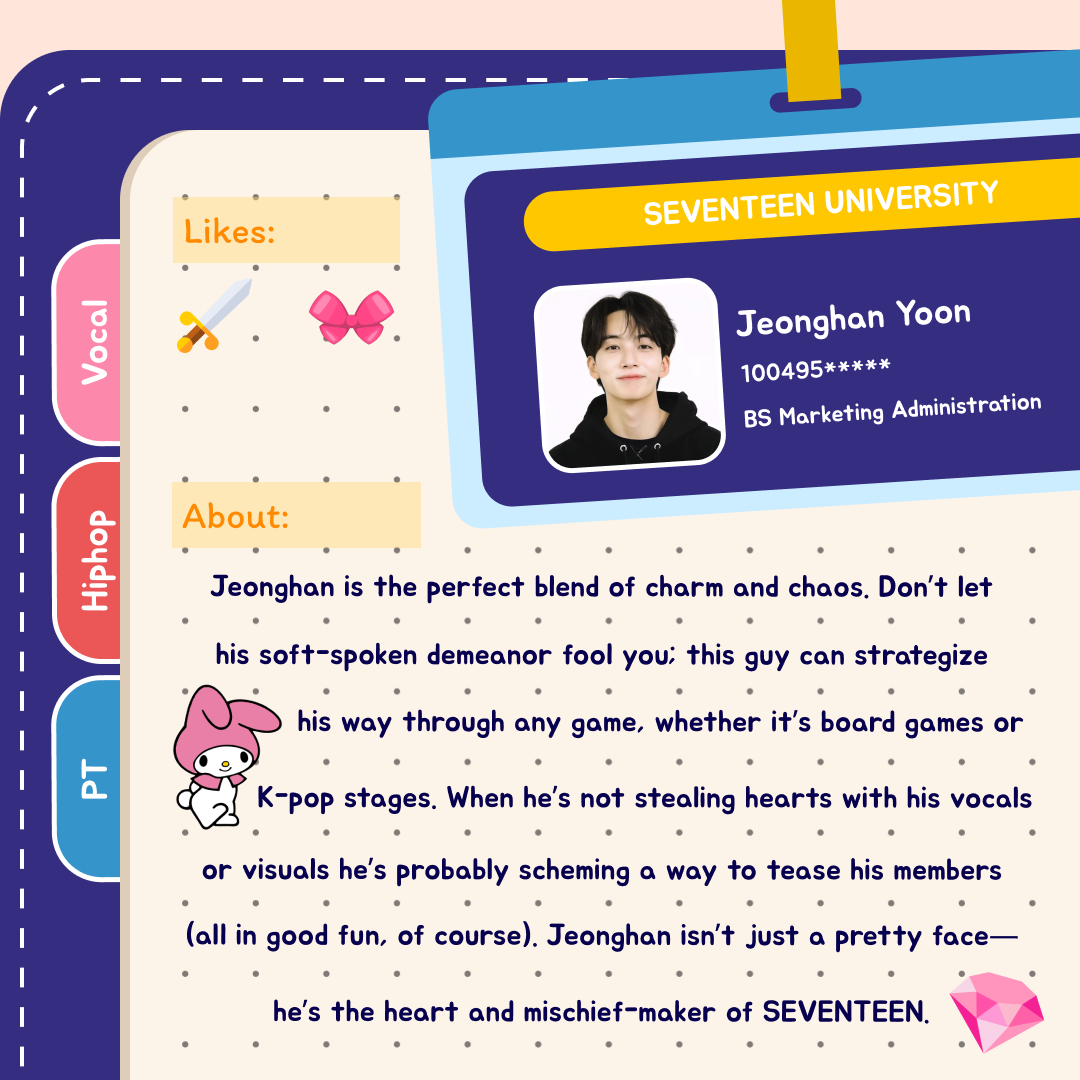 SEVENTEEN UNIVERSITY
Jeonghan Yoon
100495*****
BS Marketing Administration
Likes:
Vocal
Hiphop
PT
About:
Jeonghan is the perfect blend of charm and chaos. Don't let
his soft-spoken demeanor fool you; this guy can strategize
his way through any game, whether it's board games or
K-pop stages. When he's not stealing hearts with his vocals
or visuals he's probably scheming a way to tease his members
(all in good fun, of course). Jeonghan isn't just a pretty face—
he's the heart and mischief-maker of SEVENTEEN.